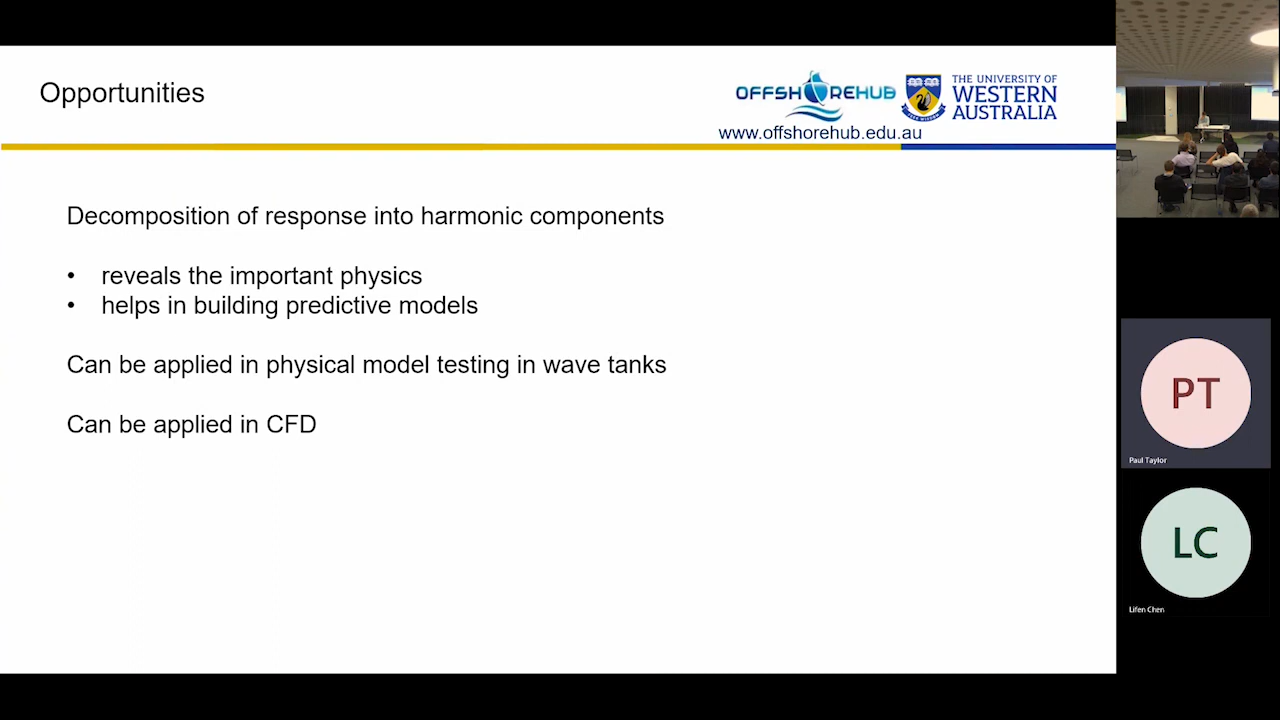 Opportunities
OFFSHOREHUB
THE UNIVERSITY OF
WESTERN
AUSTRALIA
www.offshorehub.edu.au
Decomposition of response into harmonic components
• reveals the important physics
• helps in building predictive models
Can be applied in physical model testing in wave tanks
Can be applied in CFD
PT
Paul Taylor
LC
Lifen Chen